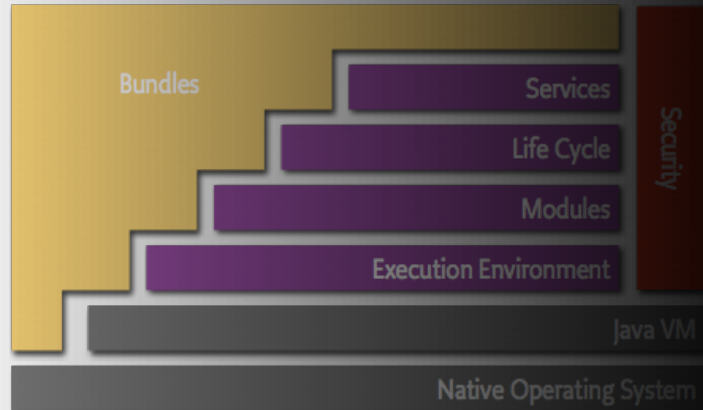 Bundles
Services
Life Cycle
Modules
Execution Environment
Security
Java VM
Native Operating System